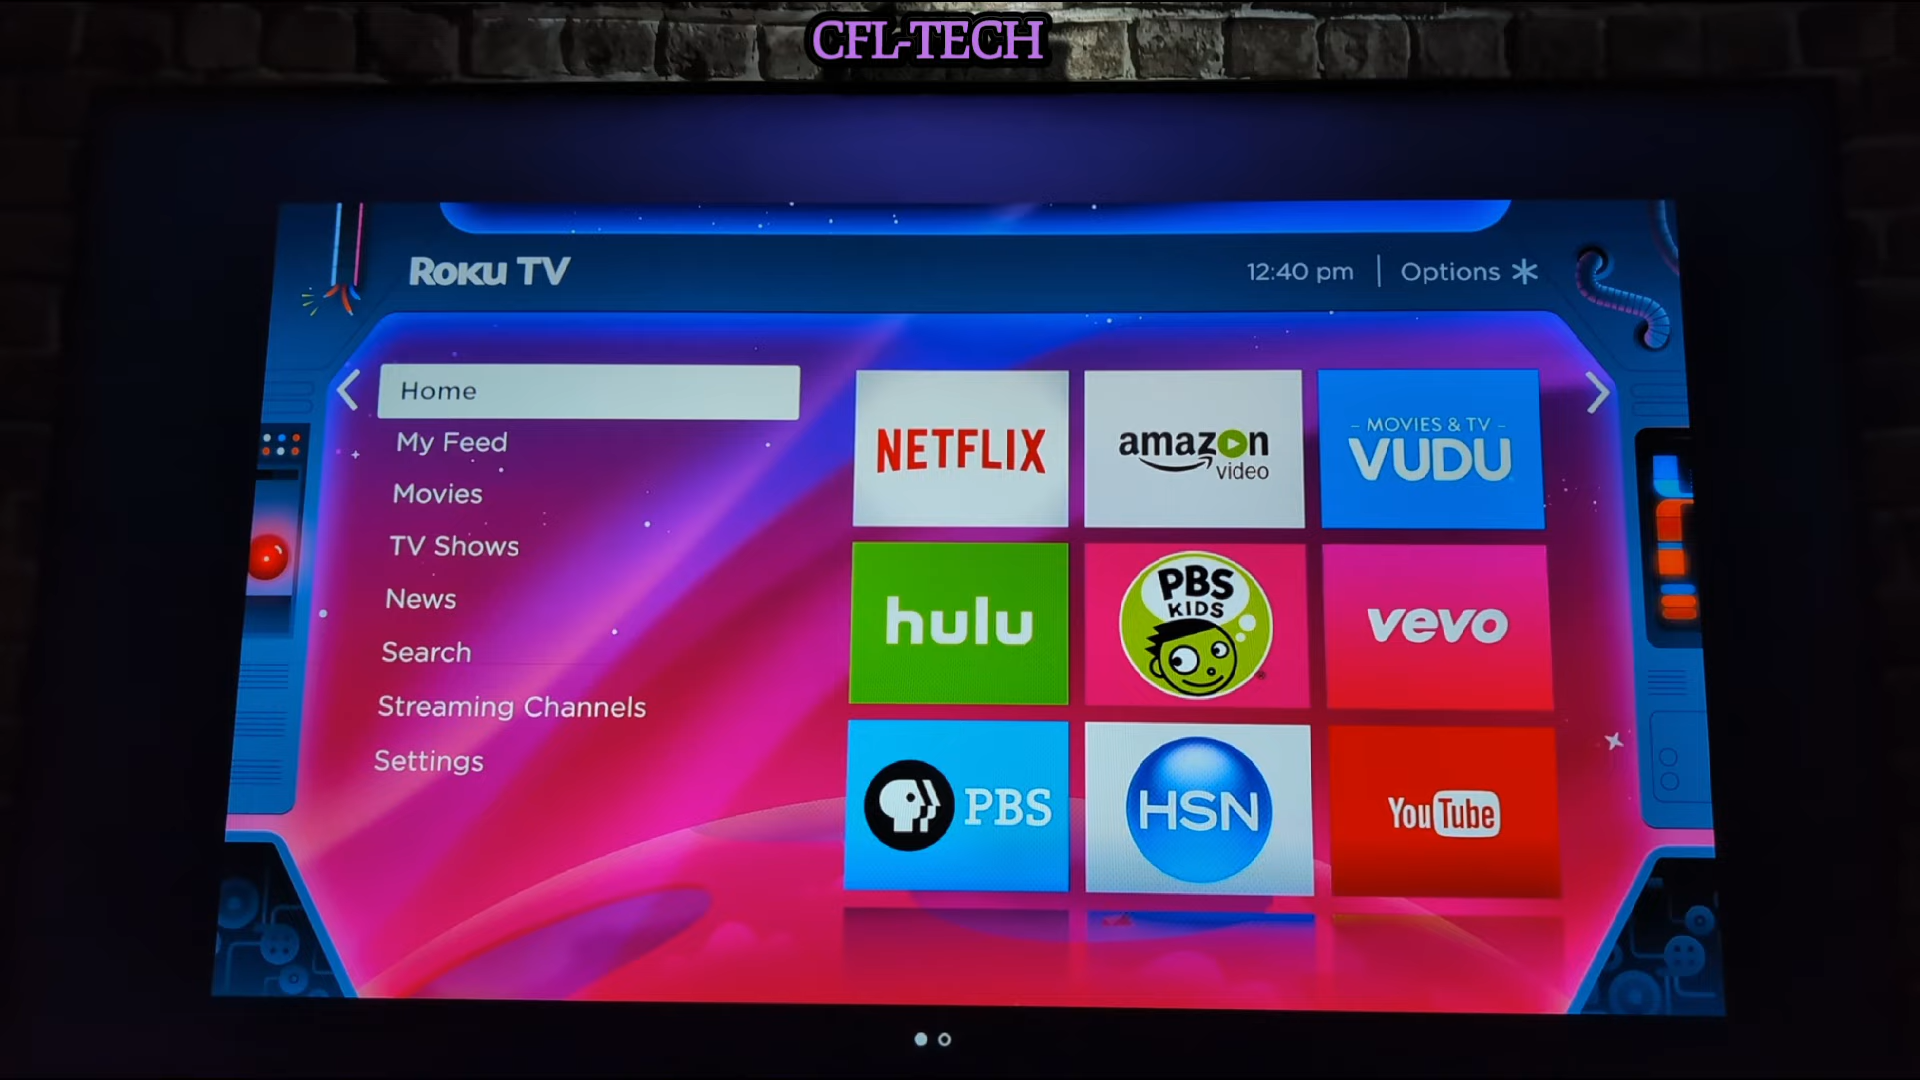 CFL-TECH
ROKU TV
12:40 pm | Options *
Home
My Feed
Movies
TV Shows
News
Search
Streaming Channels
Settings
NETFLIX
amazon
video
- MOVIES & TV -
VUDU
hulu
PBS
KIDS
vevo
PBS
HSN
YouTube